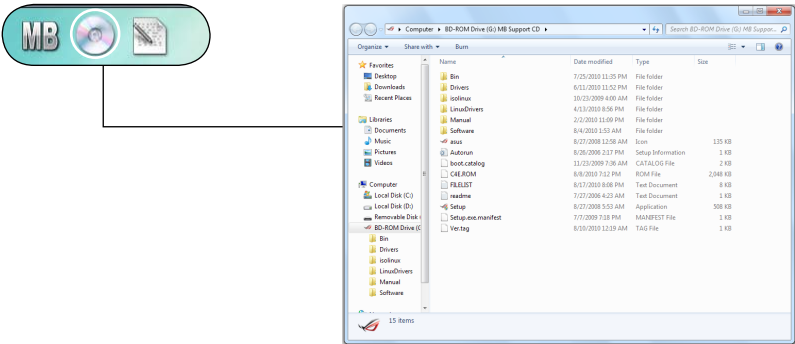 MB
Computer ▸ BD-ROM Drive (G:) MB Support CD ▸
Search BD-ROM Drive (G:) MB Suppor...
Organize Share with Burn
Name Date modified Type Size
Favorites
Desktop
Downloads
Recent Places
Libraries
Documents
Music
Pictures
Videos
Computer
Local Disk (C:)
Local Disk (D:)
Removable Disk
BD-ROM Drive (G
Bin
Drivers
isolinux
LinuxDrivers
Manual
Software
Bin 7/25/2010 11:35 PM File folder
Drivers 6/11/2010 11:52 PM File folder
isolinux 10/23/2009 4:00 AM File folder
LinuxDrivers 4/13/2010 8:56 PM File folder
Manual 2/2/2010 11:09 PM File folder
Software 8/4/2010 1:53 AM File folder
asus 8/27/2008 12:58 AM Icon 135 KB
Autorun 8/26/2006 2:17 PM Setup Information 1 KB
boot.catalog 11/23/2009 7:36 AM CATALOG File 2 KB
C4E.ROM 8/8/2010 7:12 PM ROM File 2,048 KB
FILELIST 8/17/2010 8:08 PM Text Document 8 KB
readme 7/27/2006 4:23 AM Text Document 1 KB
Setup 8/27/2008 5:53 AM Application 508 KB
Setup.exe.manifest 7/7/2009 7:18 PM MANIFEST File 1 KB
Ver.tag 8/10/2010 12:19 AM TAG File 1 KB
15 items